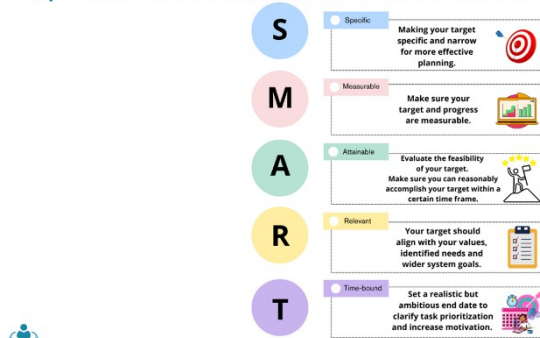 S
Specific
Making your target
specific and narrow
for more effective
planning.
M
Measurable
Make sure your
target and progress
are measurable.
A
Attainable
Evaluate the feasibility
of your target.
Make sure you can reasonably
accomplish your target within a
certain time frame.
R
Relevant
Your target should
align with your values,
identified needs and
wider system goals.
T
Time-bound
Set a realistic but
ambitious end date to
clarify task prioritization
and increase motivation.